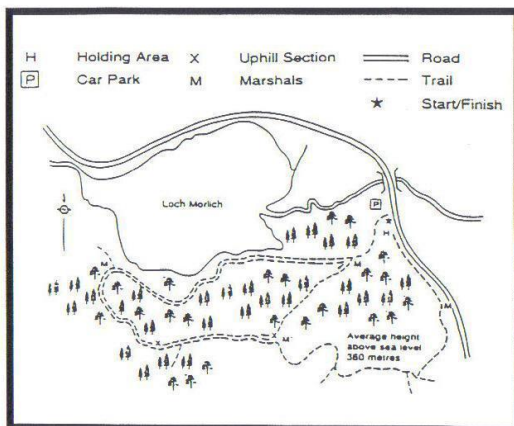 H Holding Area X Uphill Section Road
P Car Park M Marshals Trail
Start/Finish
Loch Morlich
P
H
M
M
M
X
X
M
Average height
above sea level
360 metres